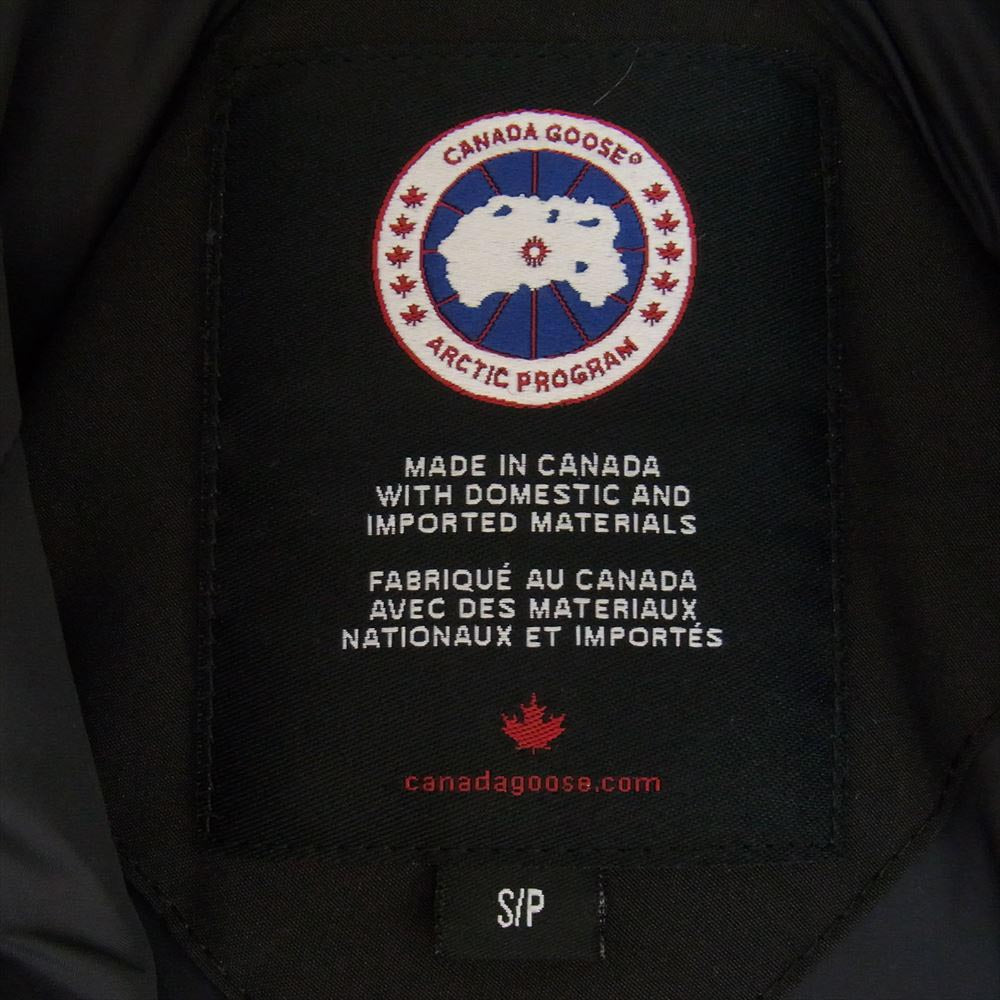 CANADA GOOSE®
ARCTIC PROGRAM
MADE IN CANADA
WITH DOMESTIC AND
IMPORTED MATERIALS
FABRIQUÉ AU CANADA
AVEC DES MATERIAUX
NATIONAUX ET IMPORTÉS
canadagoose.com
S/P